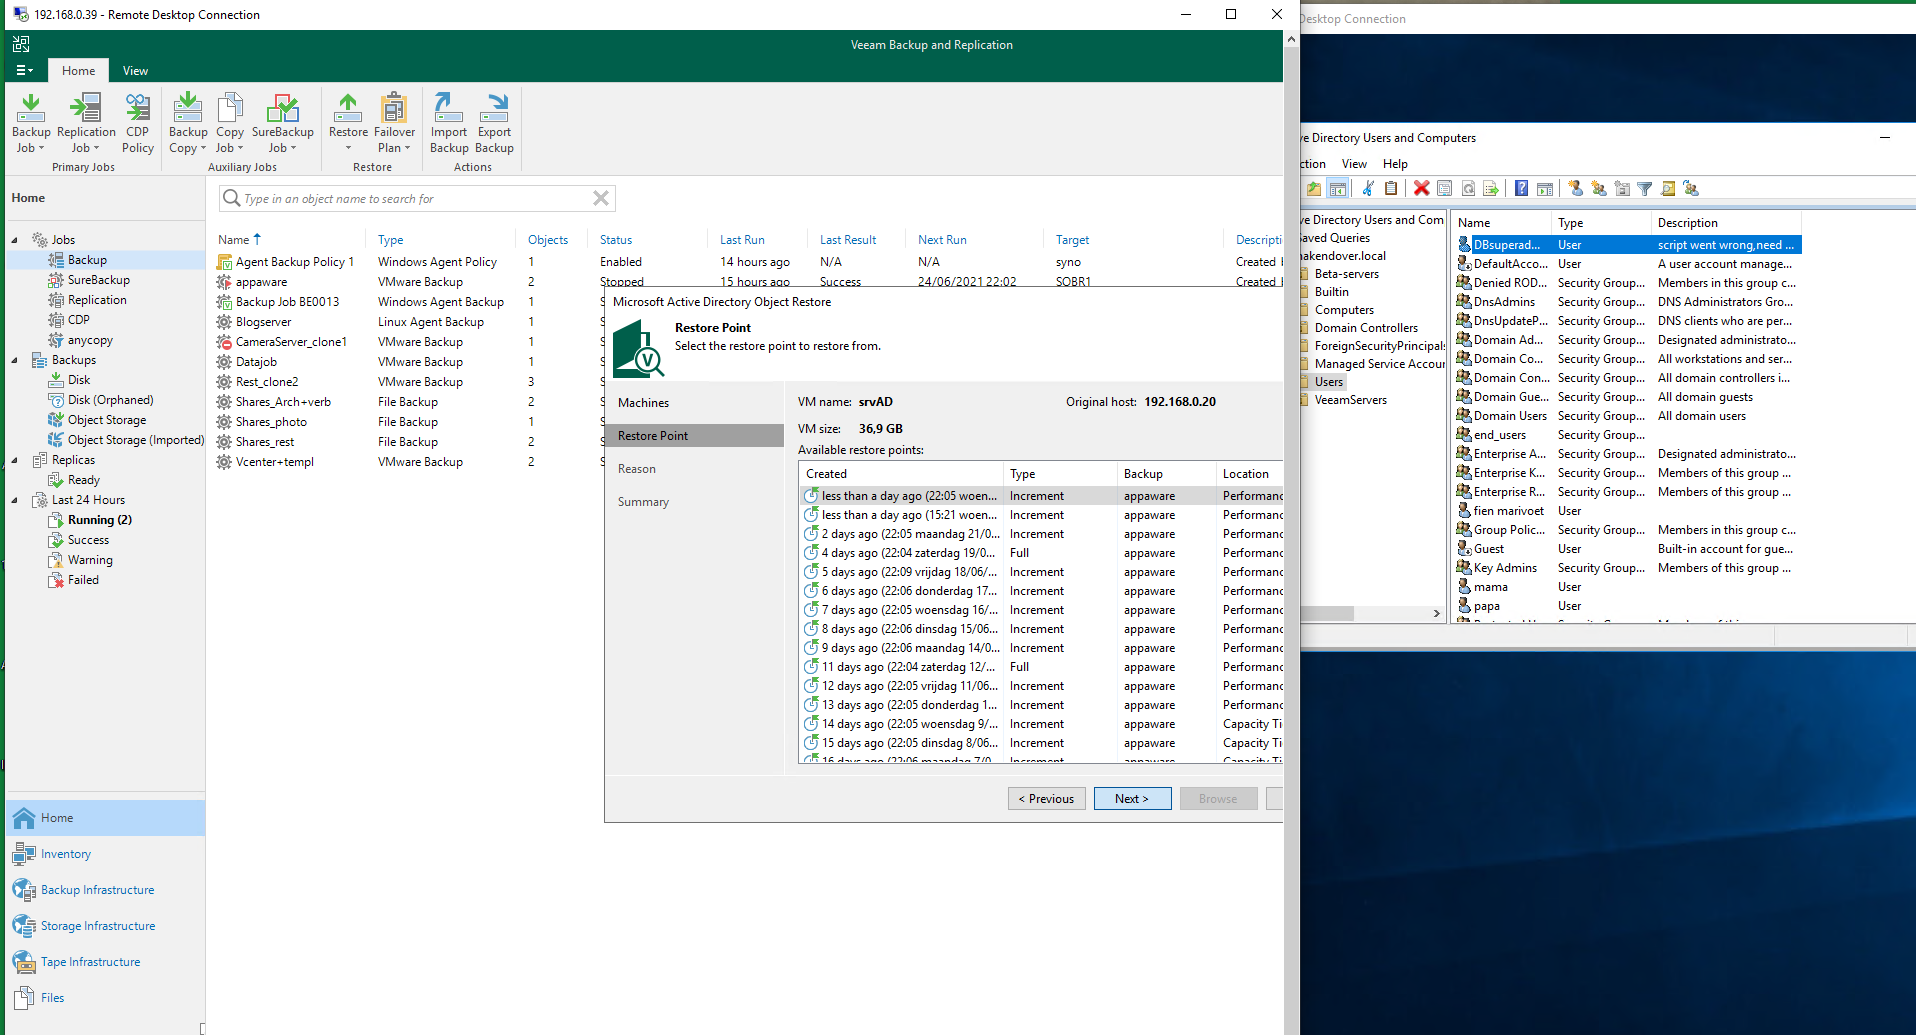 192.168.0.39 - Remote Desktop Connection
Desktop Connection
Veeam Backup and Replication
Home View
Backup Job
Replication Job
CDP Policy
Primary Jobs
Backup Copy
Copy Job
SureBackup Job
Auxiliary Jobs
Restore
Failover Plan
Restore
Import Backup
Export Backup
Actions
Home
Type in an object name to search for
Jobs
Backup
SureBackup
Replication
CDP
anycopy
Backups
Disk
Disk (Orphaned)
Object Storage
Object Storage (Imported)
Replicas
Ready
Last 24 Hours
Running (2)
Success
Warning
Failed
Home
Inventory
Backup Infrastructure
Storage Infrastructure
Tape Infrastructure
Files
Name Type Objects Status Last Run Last Result Next Run Target Descripti
Agent Backup Policy 1 Windows Agent Policy 1 Enabled 14 hours ago N/A N/A syno Created
appaware VMware Backup 2 Stopped 15 hours ago Success 24/06/2021 22:02 SOBR1 Created
Backup Job BE0013 Windows Agent Backup 1 S
Blogserver Linux Agent Backup 1 S
CameraServer_clone1 VMware Backup 1 S
Datajob VMware Backup 1 S
Rest_clone2 VMware Backup 3 S
Shares_Arch+verb File Backup 2 S
Shares_photo File Backup 1 S
Shares_rest File Backup 2 S
Vcenter+templ VMware Backup 2 S
Microsoft Active Directory Object Restore
Restore Point
Select the restore point to restore from.
Machines
Restore Point
Reason
Summary
VM name: srvAD Original host: 192.168.0.20
VM size: 36,9 GB
Available restore points:
Created Type Backup Location
less than a day ago (22:05 woen... Increment appaware Performanc
less than a day ago (15:21 woen... Increment appaware Performanc
2 days ago (22:05 maandag 21/0... Increment appaware Performanc
4 days ago (22:04 zaterdag 19/0... Full appaware Performanc
5 days ago (22:09 vrijdag 18/06/... Increment appaware Performanc
6 days ago (22:06 donderdag 17... Increment appaware Performanc
7 days ago (22:05 woensdag 16/... Increment appaware Performanc
8 days ago (22:06 dinsdag 15/06... Increment appaware Performanc
9 days ago (22:06 maandag 14/0... Increment appaware Performanc
11 days ago (22:04 zaterdag 12/... Full appaware Performanc
12 days ago (22:05 vrijdag 11/06... Increment appaware Performanc
13 days ago (22:05 donderdag 1... Increment appaware Performanc
14 days ago (22:05 woensdag 9/... Increment appaware Capacity Ti
15 days ago (22:05 dinsdag 8/06... Increment appaware Capacity Ti
16 days ago (22:06 maandag 7/0... Increment appaware Capacity Ti
< Previous Next > Browse
ve Directory Users and Computers
ction View Help
ve Directory Users and Com
Saved Queries
akendover.local
Beta-servers
Builtin
Computers
Domain Controllers
ForeignSecurityPrincipals
Managed Service Accour
Users
VeeamServers
Name Type Description
DBsuperad... User script went wrong,need ...
DefaultAcco... User A user account manage...
Denied ROD... Security Group... Members in this group c...
DnsAdmins Security Group... DNS Administrators Gro...
DnsUpdateP... Security Group... DNS clients who are per...
Domain Ad... Security Group... Designated administrato...
Domain Co... Security Group... All workstations and ser...
Domain Con... Security Group... All domain controllers i...
Domain Gue... Security Group... All domain guests
Domain Users Security Group... All domain users
end_users Security Group...
Enterprise A... Security Group... Designated administrato...
Enterprise K... Security Group... Members of this group ...
Enterprise R... Security Group... Members of this group ...
fien marivoet User
Group Polic... Security Group... Members in this group c...
Guest User Built-in account for gue...
Key Admins Security Group... Members of this group ...
mama User
papa User